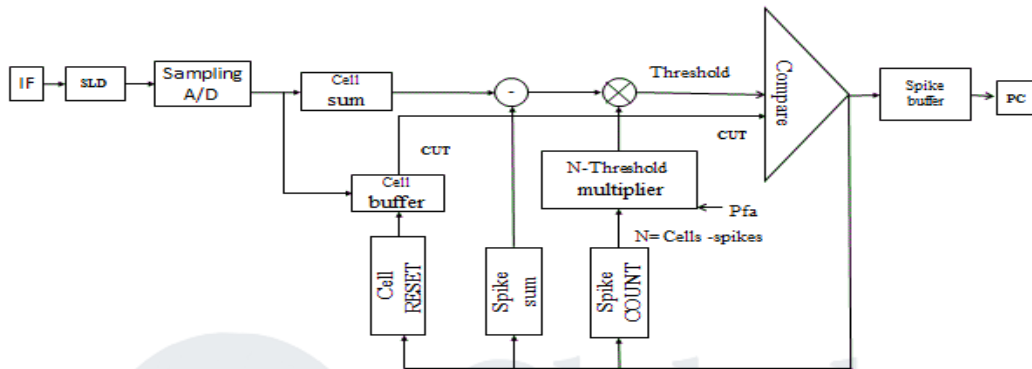 IF
SLD
Sampling
A/D
Cell
sum
-
Threshold
Compare
Spike
buffer
PC
CUT
CUT
Cell
buffer
N-Threshold
multiplier
Pfa
N= Cells -spikes
Cell
RESET
Spike
sum
Spike
COUNT